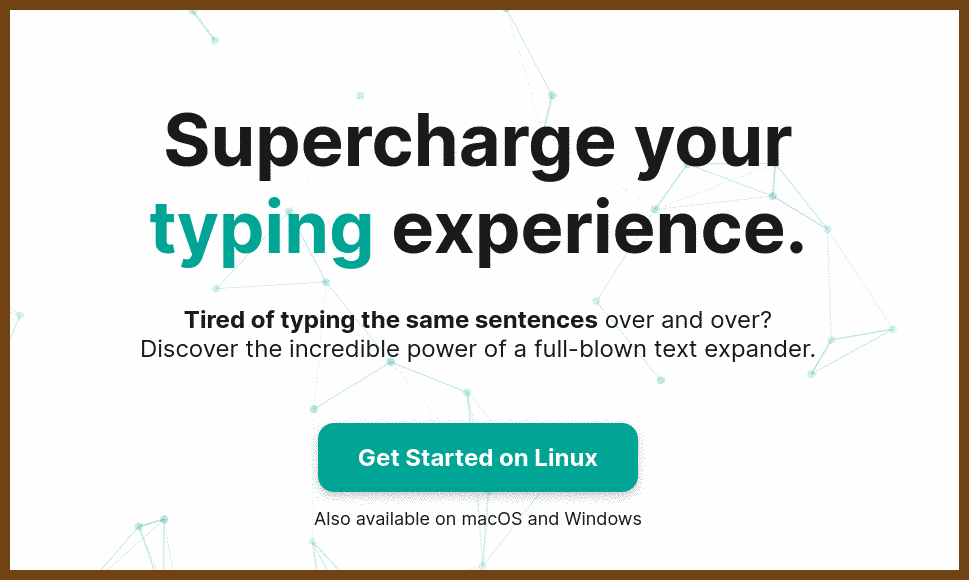 Supercharge your
typing experience.
Tired of typing the same sentences over and over?
Discover the incredible power of a full-blown text expander.
Get Started on Linux
Also available on macOS and Windows